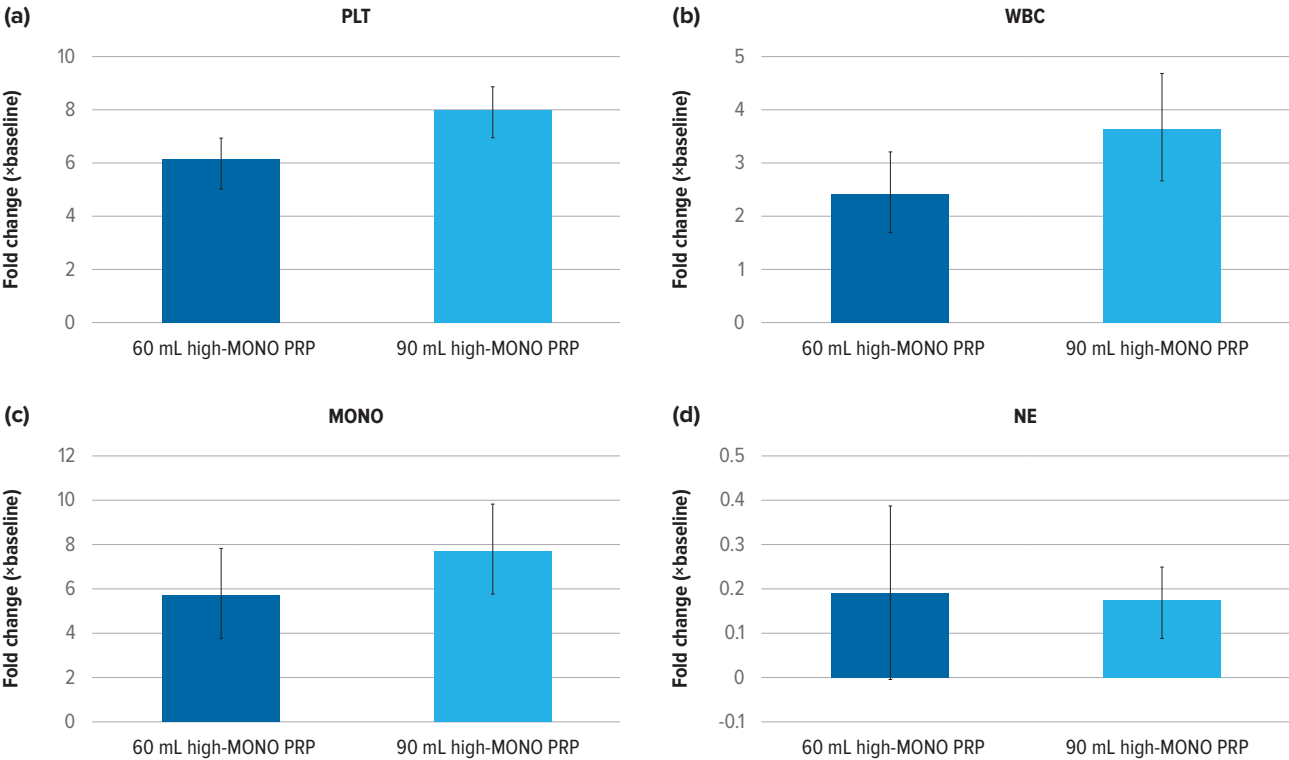 (a)
PLT
Fold change (×baseline)
10
8
6
4
2
0
60 mL high-MONO PRP
90 mL high-MONO PRP
(b)
WBC
Fold change (×baseline)
5
4
3
2
1
0
60 mL high-MONO PRP
90 mL high-MONO PRP
(c)
MONO
Fold change (×baseline)
12
10
8
6
4
2
0
60 mL high-MONO PRP
90 mL high-MONO PRP
(d)
NE
Fold change (×baseline)
0.5
0.4
0.3
0.2
0.1
0
-0.1
60 mL high-MONO PRP
90 mL high-MONO PRP